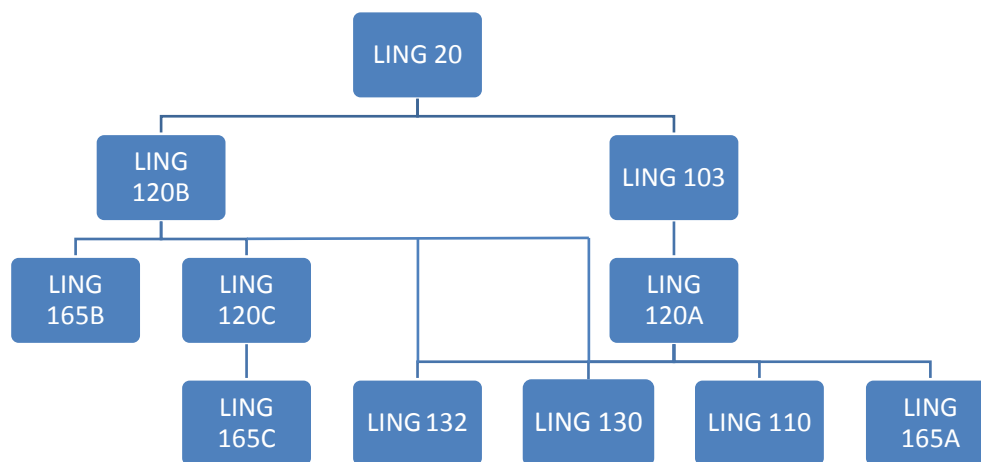 LING 20
LING
120B
LING 103
LING
165B
LING
120C
LING
120A
LING
165C
LING 132
LING 130
LING 110
LING
165A